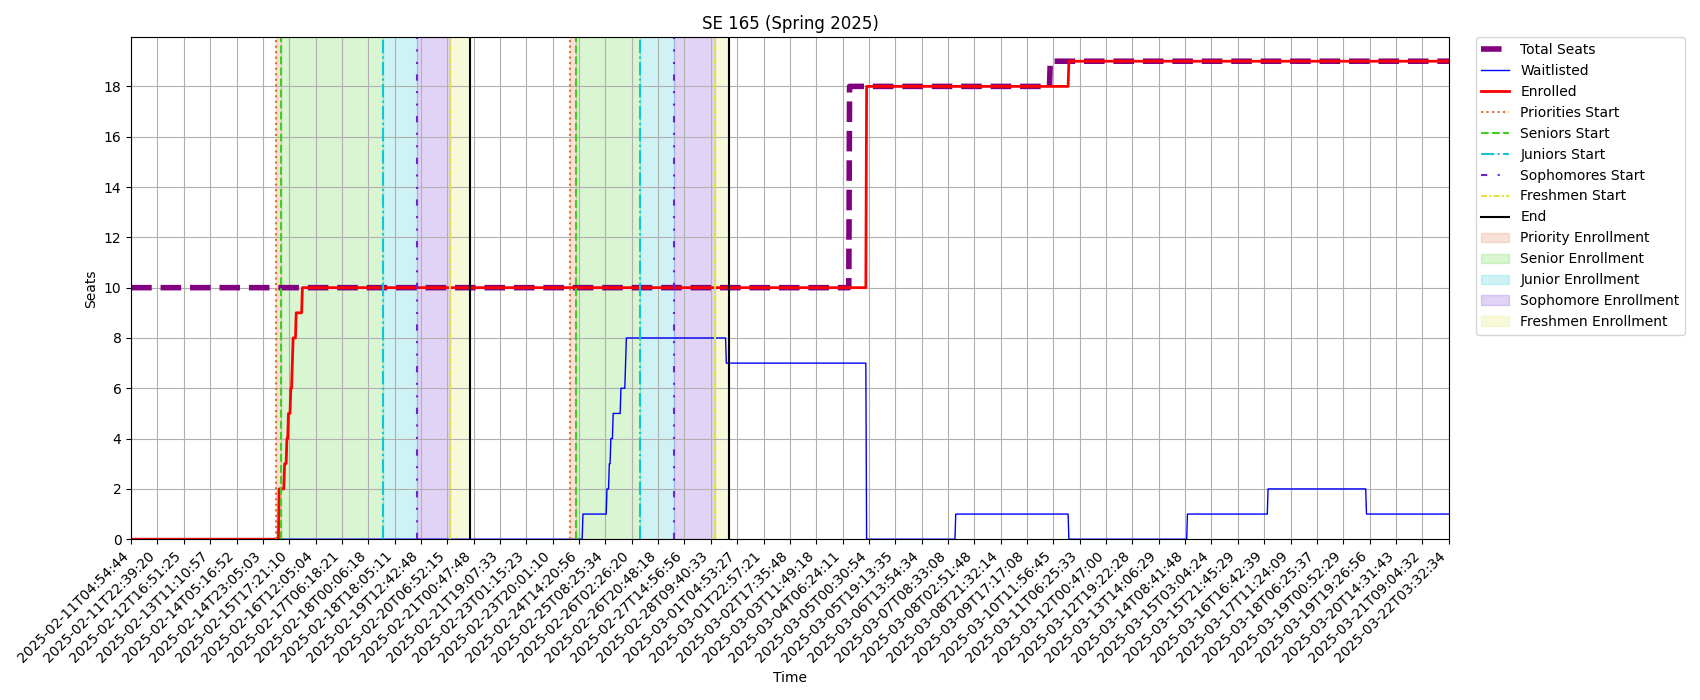 SE 165 (Spring 2025)
Seats
18
16
14
12
10
8
6
4
2
0
2025-02-11T04:54:44
2025-02-11T22:39:20
2025-02-12T16:51:25
2025-02-13T11:10:57
2025-02-14T05:16:52
2025-02-14T23:05:03
2025-02-15T17:21:10
2025-02-16T12:05:04
2025-02-17T06:18:21
2025-02-18T00:06:18
2025-02-18T18:05:11
2025-02-19T12:42:48
2025-02-20T06:52:15
2025-02-21T00:47:48
2025-02-22T19:07:33
2025-02-23T01:15:23
2025-02-23T20:01:10
2025-02-24T14:20:56
2025-02-25T08:25:34
2025-02-26T02:26:20
2025-02-26T20:48:18
2025-02-27T14:56:56
2025-02-28T09:40:33
2025-03-01T04:53:27
2025-03-01T22:57:21
2025-03-02T17:35:48
2025-03-03T11:49:18
2025-03-04T06:24:11
2025-03-05T00:30:54
2025-03-05T19:13:35
2025-03-06T13:54:34
2025-03-07T08:33:08
2025-03-08T02:51:48
2025-03-08T21:32:14
2025-03-09T17:17:08
2025-03-10T11:56:45
2025-03-11T06:25:33
2025-03-12T00:47:00
2025-03-12T19:22:28
2025-03-13T14:06:29
2025-03-14T08:41:48
2025-03-15T03:04:24
2025-03-15T21:45:29
2025-03-16T16:42:39
2025-03-17T11:24:09
2025-03-18T06:25:37
2025-03-19T00:52:29
2025-03-19T19:26:56
2025-03-20T14:31:43
2025-03-21T09:04:32
2025-03-22T03:32:34
Time
Total Seats
Waitlisted
Enrolled
Priorities Start
Seniors Start
Juniors Start
Sophomores Start
Freshmen Start
End
Priority Enrollment
Senior Enrollment
Junior Enrollment
Sophomore Enrollment
Freshmen Enrollment